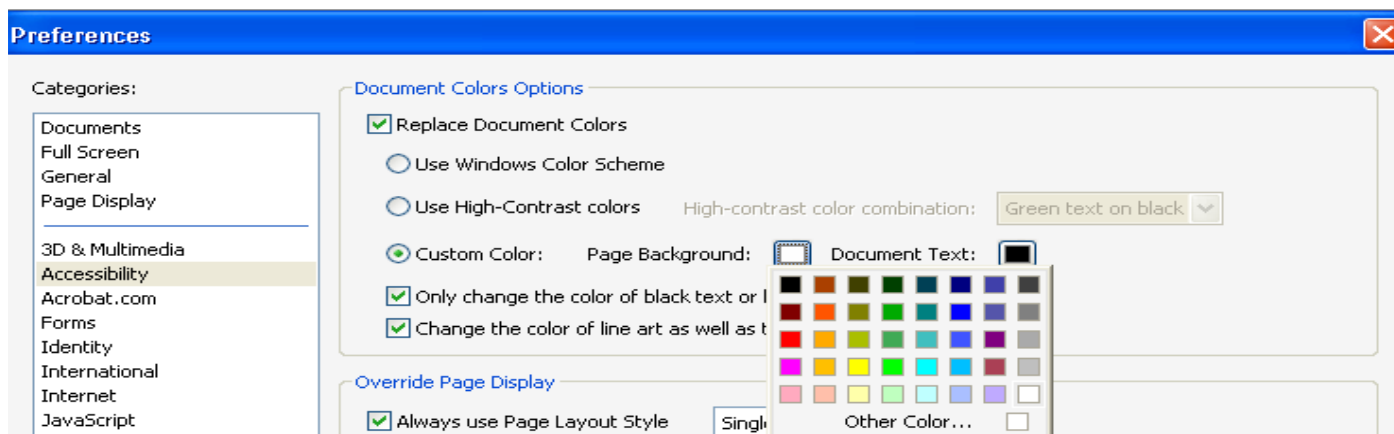 Preferences
Categories:
Documents
Full Screen
General
Page Display
3D & Multimedia
Accessibility
Acrobat.com
Forms
Identity
International
Internet
JavaScript
Document Colors Options
Replace Document Colors
Use Windows Color Scheme
Use High-Contrast colors High-contrast color combination: Green text on black
Custom Color: Page Background: Document Text:
Only change the color of black text or
Change the color of line art as well as
Other Color...
Override Page Display
Always use Page Layout Style